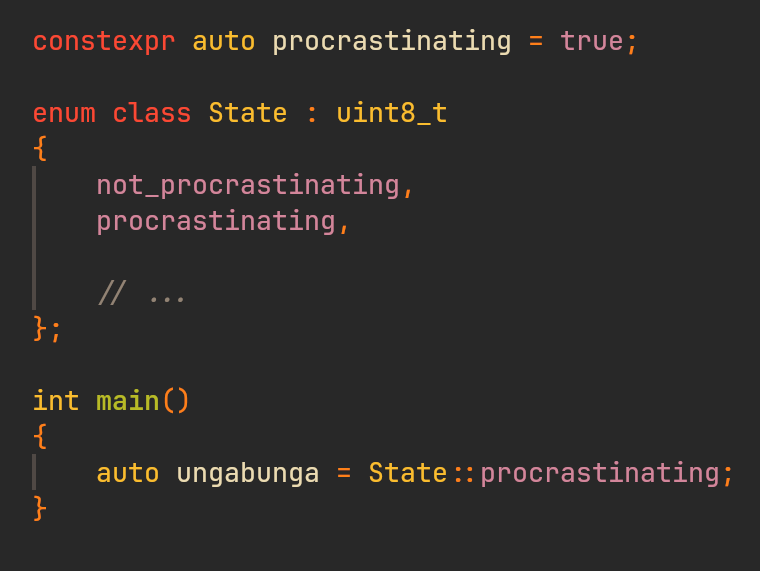 constexpr auto procrastinating = true;
enum class State : uint8_t
{
    not_procrastinating,
    procrastinating,
    // ...
};
int main()
{
    auto ungabunga = State::procrastinating;
}